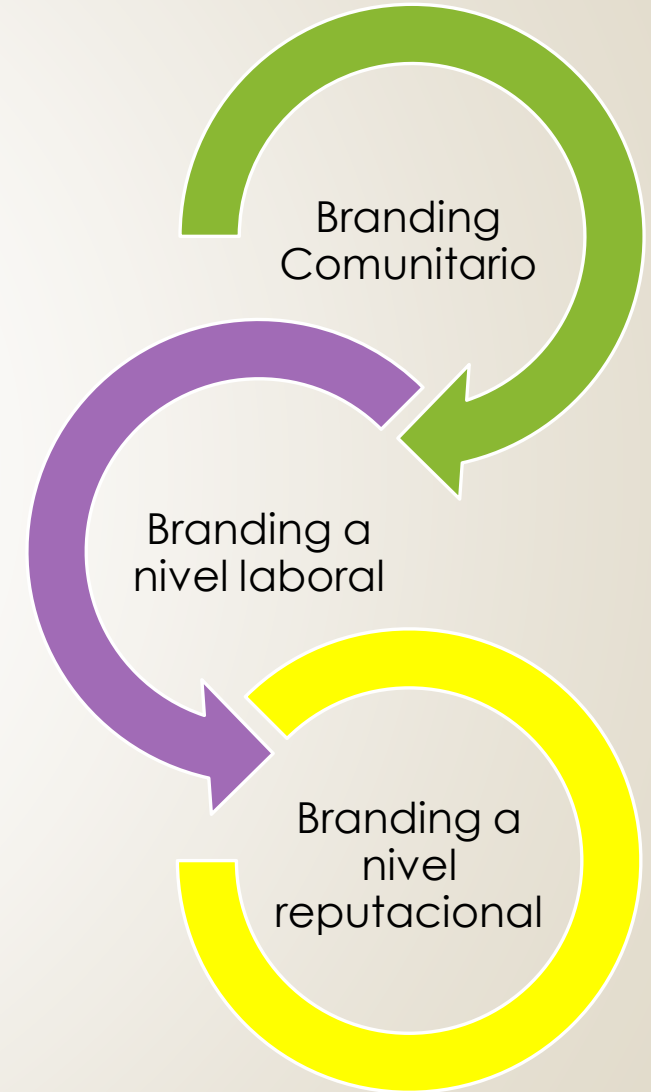 Branding
Comunitario
Branding a
nivel laboral
Branding a
nivel
reputacional